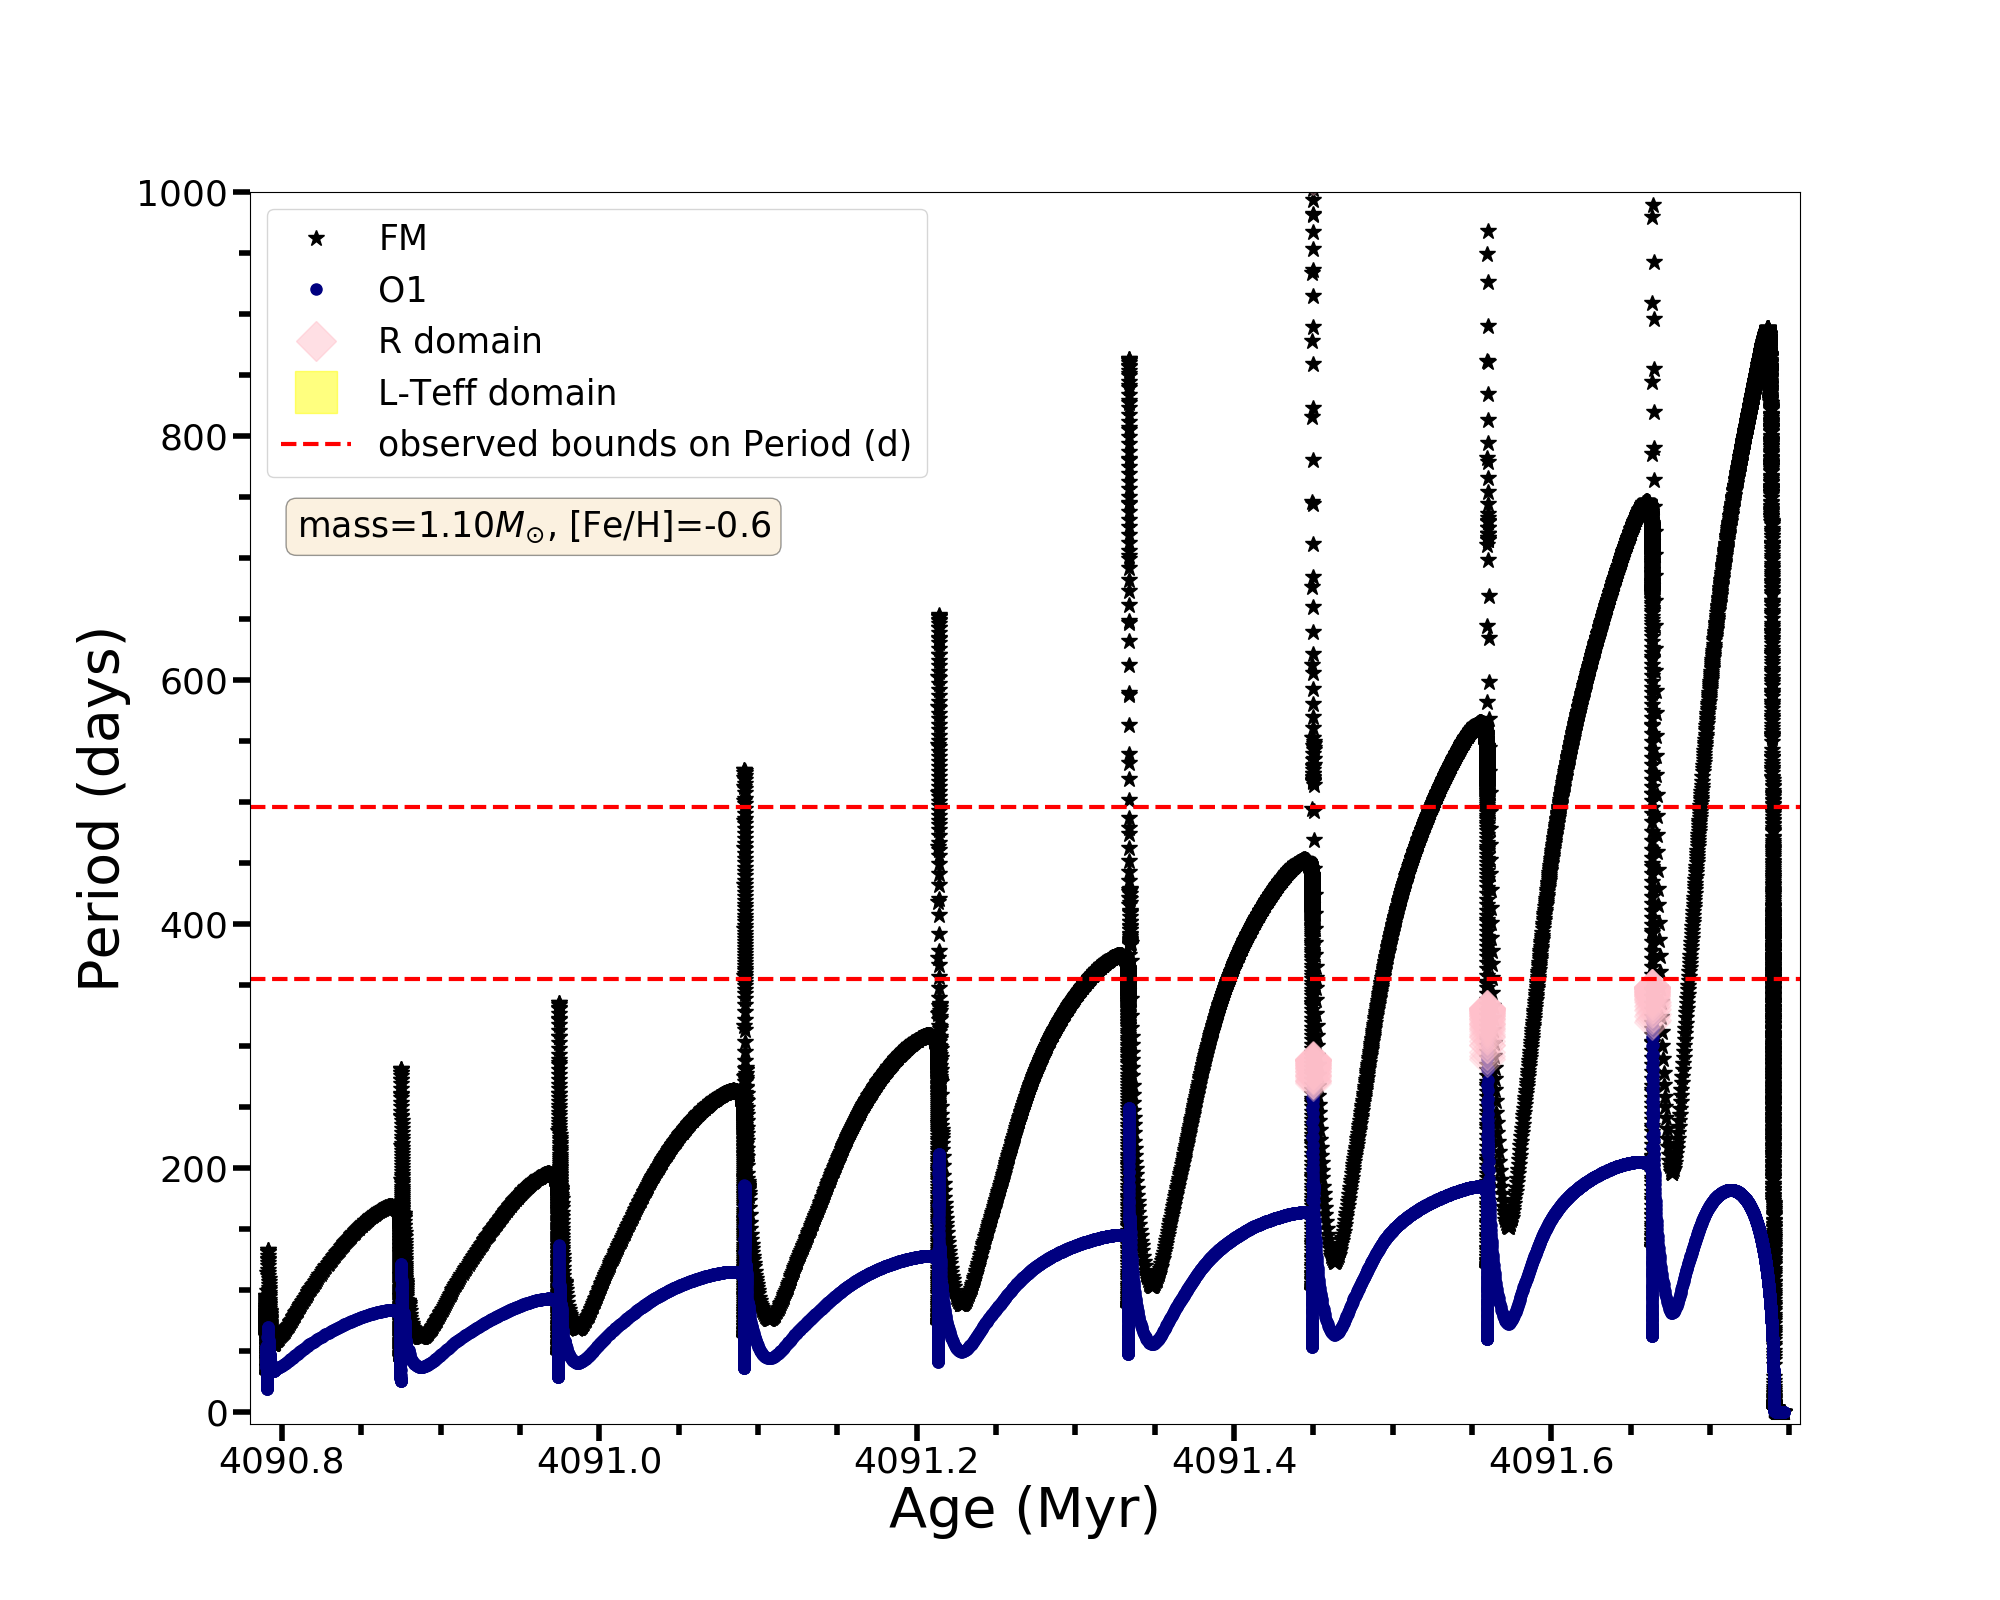 1000
800
600
400
200
0
Period (days)
FM
O1
R domain
L-Teff domain
observed bounds on Period (d)
mass=1.10M⊙, [Fe/H]=-0.6
4090.8 4091.0 4091.2 4091.4 4091.6
Age (Myr)